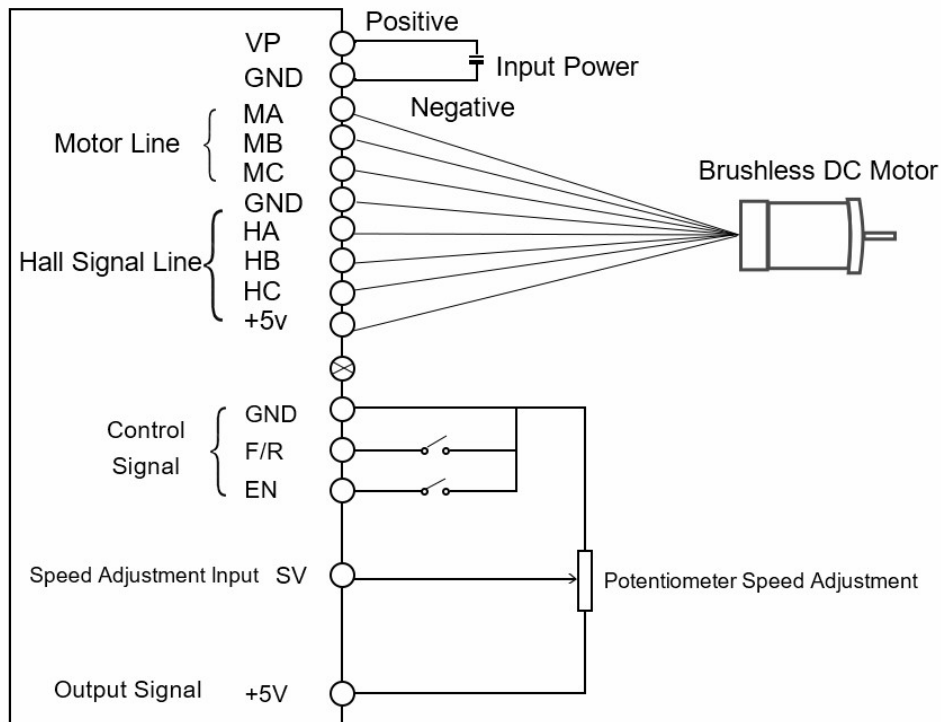 VP
Positive
GND
Input Power
Negative
Motor Line
MA
MB
MC
Brushless DC Motor
Hall Signal Line
GND
HA
HB
HC
+5v
Control
Signal
GND
F/R
EN
Speed Adjustment Input SV
Potentiometer Speed Adjustment
Output Signal +5V